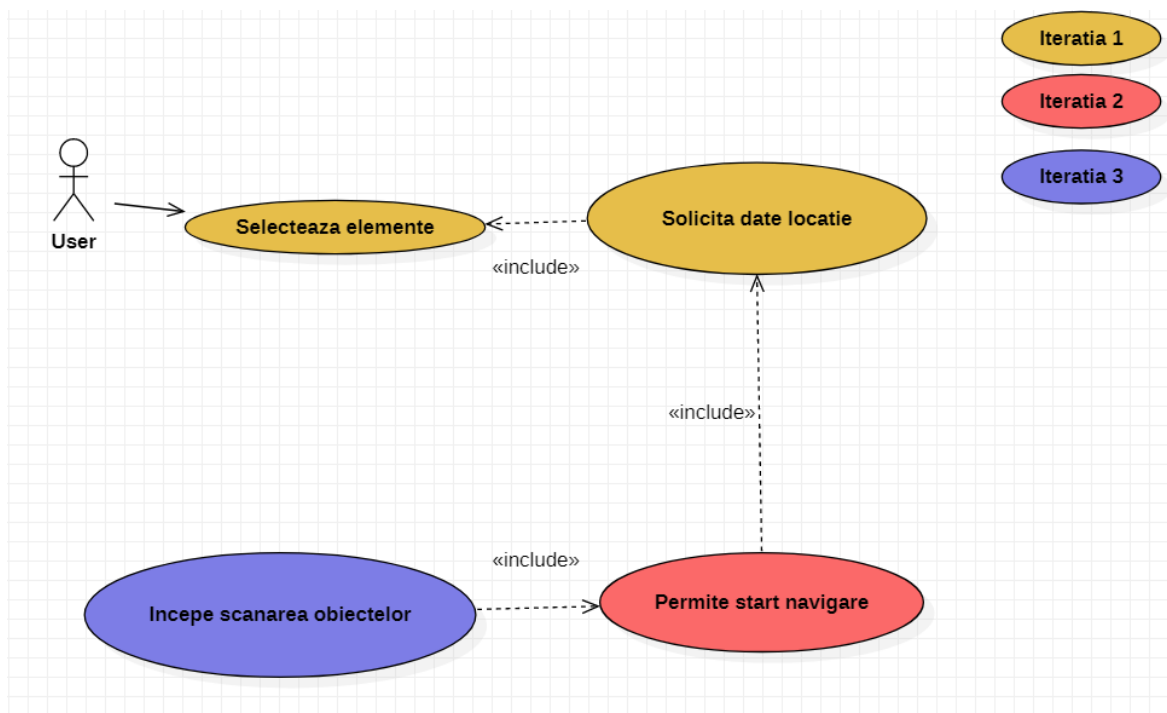 Iteratia 1
Iteratia 2
Iteratia 3
User
Selecteaza elemente
«include»
Solicita date locatie
«include»
Incepe scanarea obiectelor
«include»
Permite start navigare